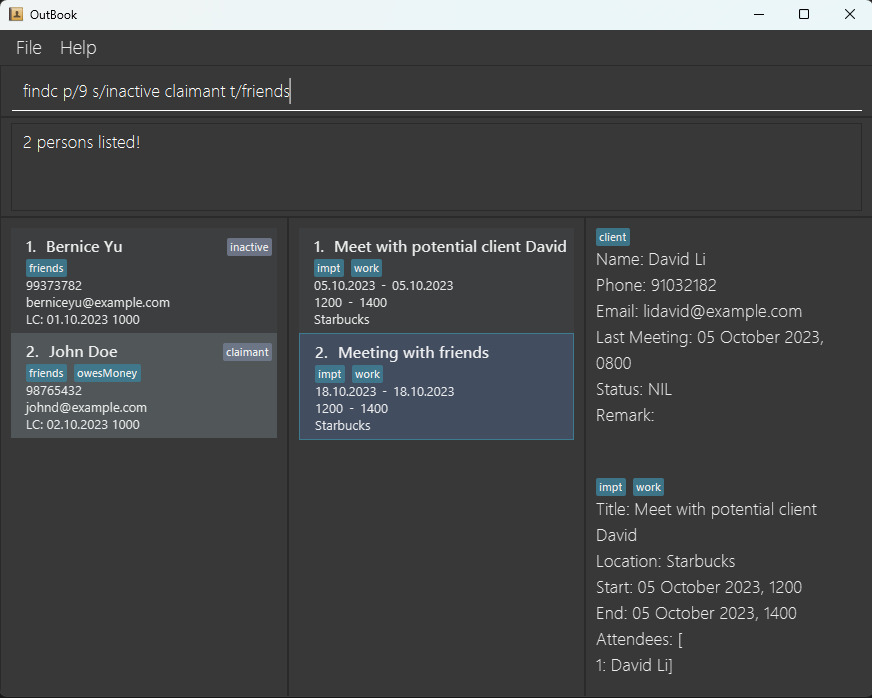 OutBook
File Help
findc p/9 s/inactive claimant t/friends
2 persons listed!
1. Bernice Yu inactive
friends
99373782
berniceyu@example.com
LC: 01.10.2023 1000
2. John Doe claimant
friends owesMoney
98765432
johnd@example.com
LC: 02.10.2023 1000
1. Meet with potential client David
impt work
05.10.2023 - 05.10.2023
1200 - 1400
Starbucks
2. Meeting with friends
impt work
18.10.2023 - 18.10.2023
1200 - 1400
Starbucks
client
Name: David Li
Phone: 91032182
Email: lidavid@example.com
Last Meeting: 05 October 2023,
0800
Status: NIL
Remark:
impt work
Title: Meet with potential client
David
Location: Starbucks
Start: 05 October 2023, 1200
End: 05 October 2023, 1400
Attendees: [
1: David Li]